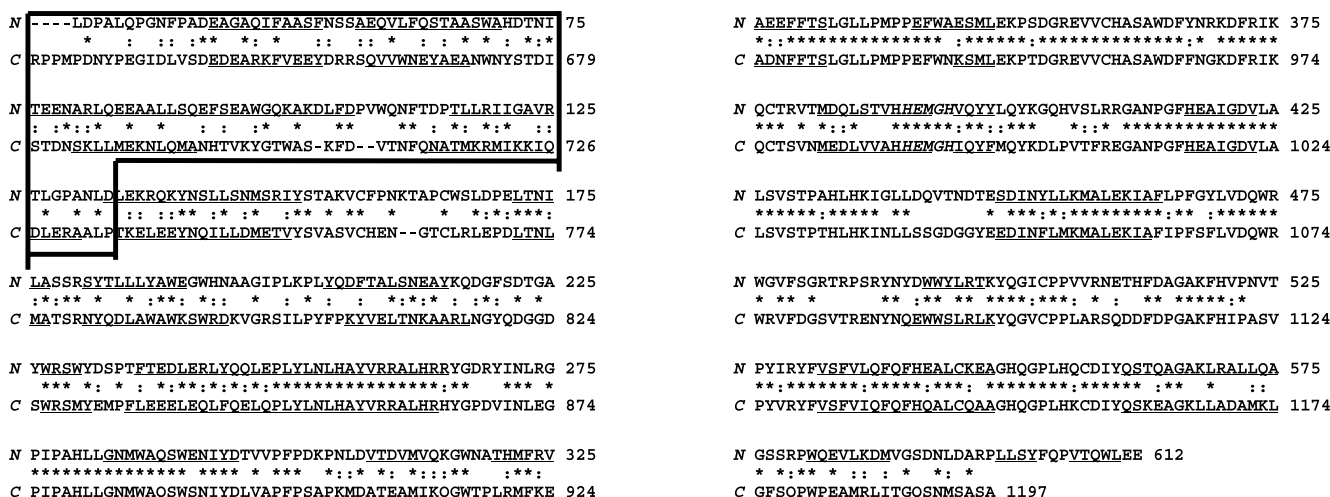 N ----LDPALQPGNFPADEAGAQIFAASFNSSAEQVLFQSTAASWAHDTNI 75
C RPPMPDNYPEGIDLVSDEDEARKFVEEYDRRSQVVWNEYAEANWNYSTDI 679
N TEENARLQEEAALLSQEFSEAWGQKAKDLFDPVWQNFTDPTLLRIIGAVR 125
C STDNSKLLMEKNLQMANHTVKYGTWAS-KFD--VTNFQNATMKRMIKKIQ 726
N TLGPANLDLEKRQKYNSLLSNMSRIYSTAKVCFPNKTAPCWSLDPELTNI 175
C DLERAALPTKELEEYNQILLDMETVYSVASVCHEN--GTCLRLEPDLTNL 774
N LASSRSYTLLLYAWEGWHNAAGIPLKPLYQDFTALSNEAYKQDGFSDTGA 225
C MATSRNYQDLAWAWKSWRDKVGRSILPYFPKYVELTNKAARLNGYQDGGD 824
N YWRSWYDSPTFTEDLERLYQQLEPLYLNLHAYVRRALHRRYGDRYINLRG 275
C SWRSMYEMPFLEEELEQLFQELQPLYLNLHAYVRRALHRHYGPDVINLEG 874
N PIPAHLLGNMWAQSWENIYDTVVPFPDKPNLDVTDVMVQKGWNATHMFRV 325
C PIPAHLLGNMWAQSWSNIYDLVAPFPSAPKMDATEAMIKQGWTPLRMFKE 924
N AEEFFTSLGLLPMPPEFWAESMLEKPSDGREVVCHASAWDFYNRKDFRIK 375
C ADNFFTSLGLLPMPPEFWNKSMLEKPTDGREVVCHASAWDFFNGKDFRIK 974
N QCTRVTMDQLSTVHHEMGHVQYYLQYKGQHVSLRRGANPGFHEAIGDVLA 425
C QCTSVNMEDLVVAHHEMGHIQYFMQYKDLPVTFREGANPGFHEAIGDVLA 1024
N LSVSTPAHLHKIGLLDQVTNDTESDINYLLKMALEKIAFLPFGYLVDQWR 475
C LSVSTPTHLHKINLLSSGDGGYEEDINFLMKMALEKIAFIPFSFLVDQWR 1074
N WGVFSGRTRPSRYNYDWWYLRTKYQGICPPVVRNETHFDAGAKFHVPNVT 525
C WRVFDGSVTRENYNQEWWSLRLKYQGVCPPLARSQDDFDPGAKFHIPASV 1124
N PYIRYFVSFVLQFQFHEALCKEAGHQGPLHQCDIYQSTQAGAKLRALLQA 575
C PYVRYFVSFVIQFQFHQALCQAAGHQGPLHKCDIYQSKEAGKLLADAMKL 1174
N GSSRPWQEVLKDMVGSDNLDARPLLSYFQPVTQWLEE 612
C GFSQPWPEAMRLITGQSNMSASA 1197